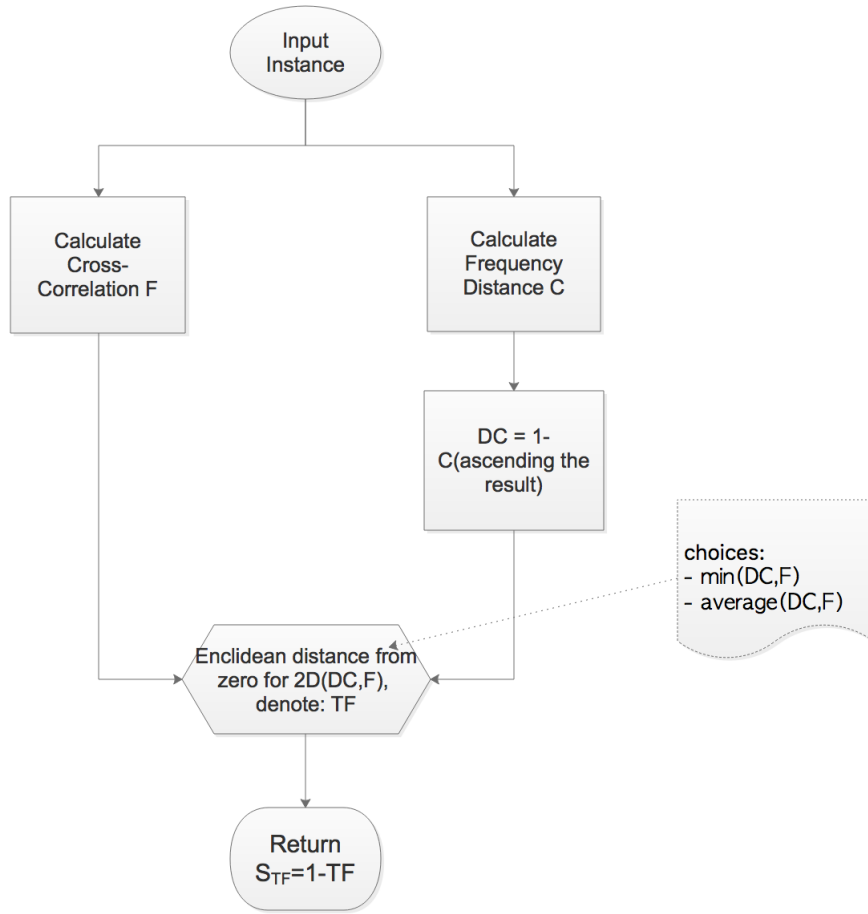 Input
Instance
Calculate
Cross-
Correlation F
Calculate
Frequency
Distance C
DC = 1-
C(ascending the
result)
choices:
- min(DC,F)
- average(DC,F)
Enclidean distance from
zero for 2D(DC,F),
denote: TF
Return
STF=1-TF